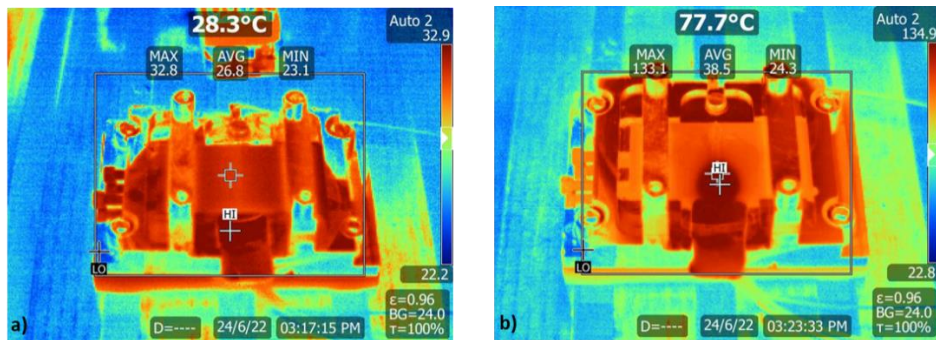 28.3°C
Auto 2
32.9
MAX
32.8
AVG
26.8
MIN
23.1
HI
LO
22.2
ε=0.96
BG=24.0
τ=100%
a)
D=----
24/6/22
03:17:15 PM
77.7°C
Auto 2
134.9
MAX
133.1
AVG
38.5
MIN
24.3
HI
LO
22.8
ε=0.96
BG=24.0
τ=100%
b)
D=----
24/6/22
03:23:33 PM